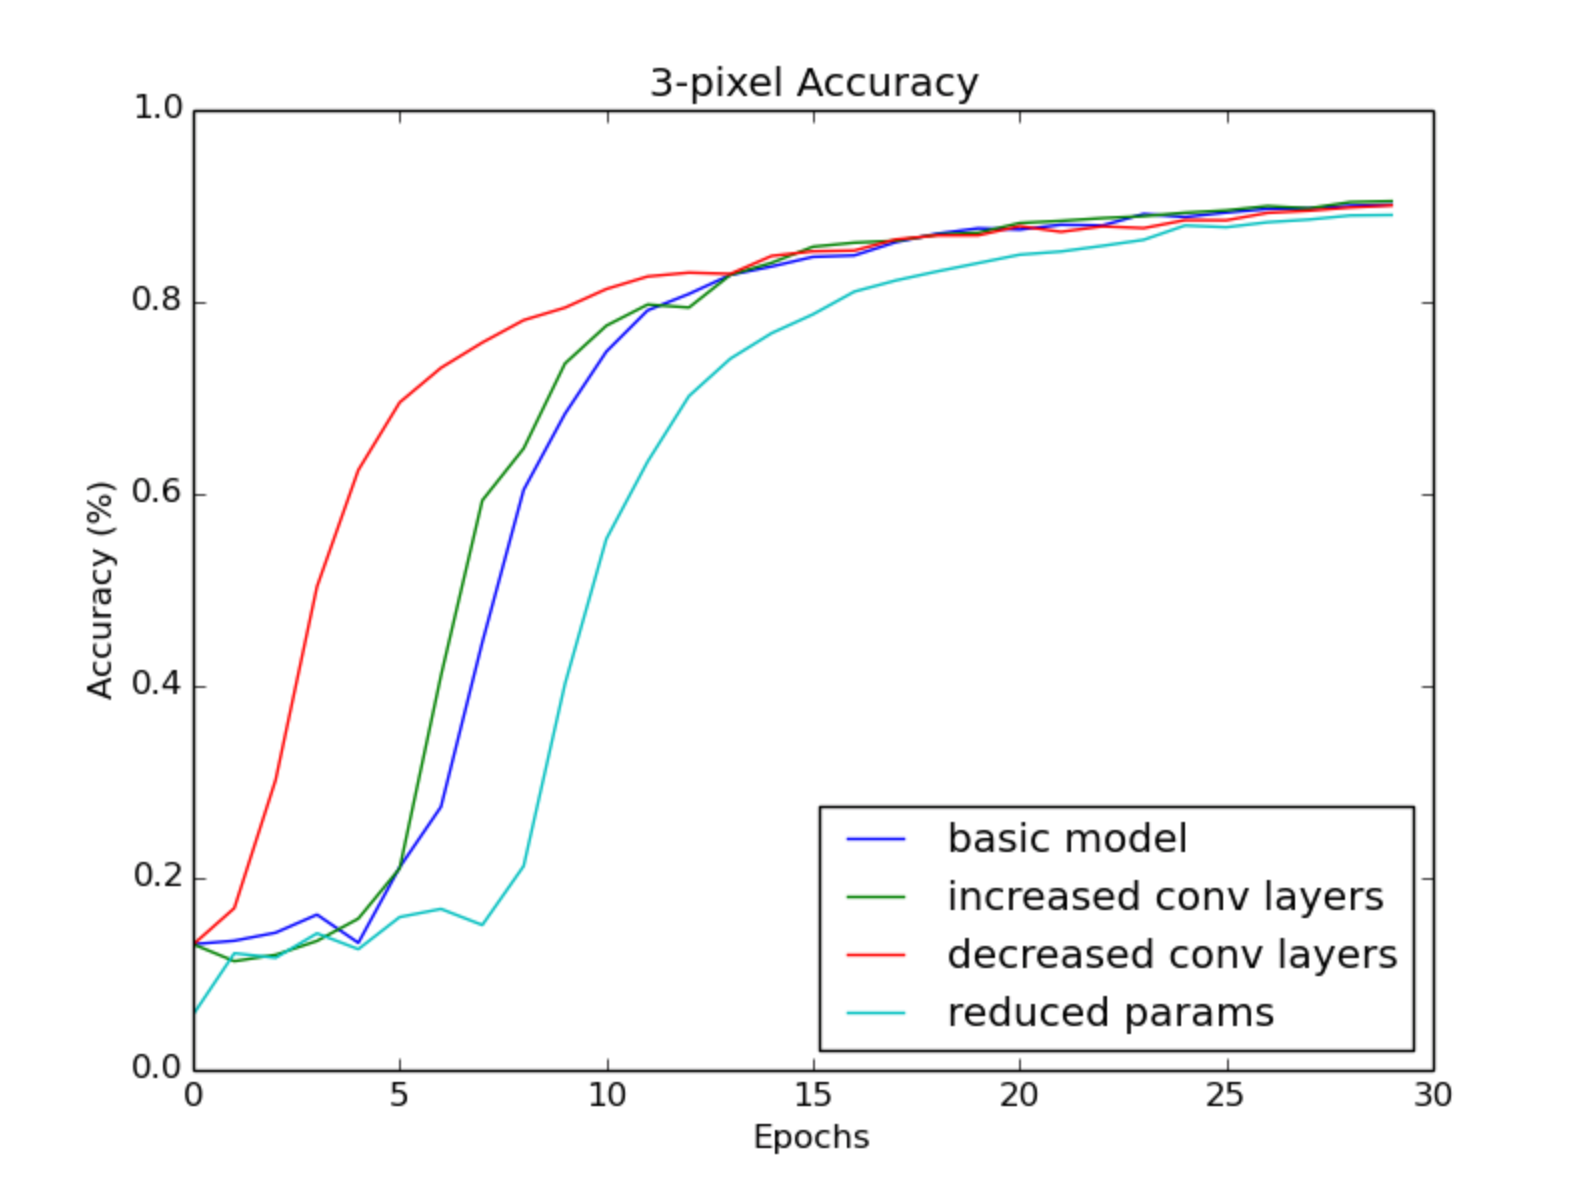 3-pixel Accuracy
1.0
0.8
0.6
0.4
0.2
0.0
Accuracy (%)
0 5 10 15 20 25 30
Epochs
basic model
increased conv layers
decreased conv layers
reduced params